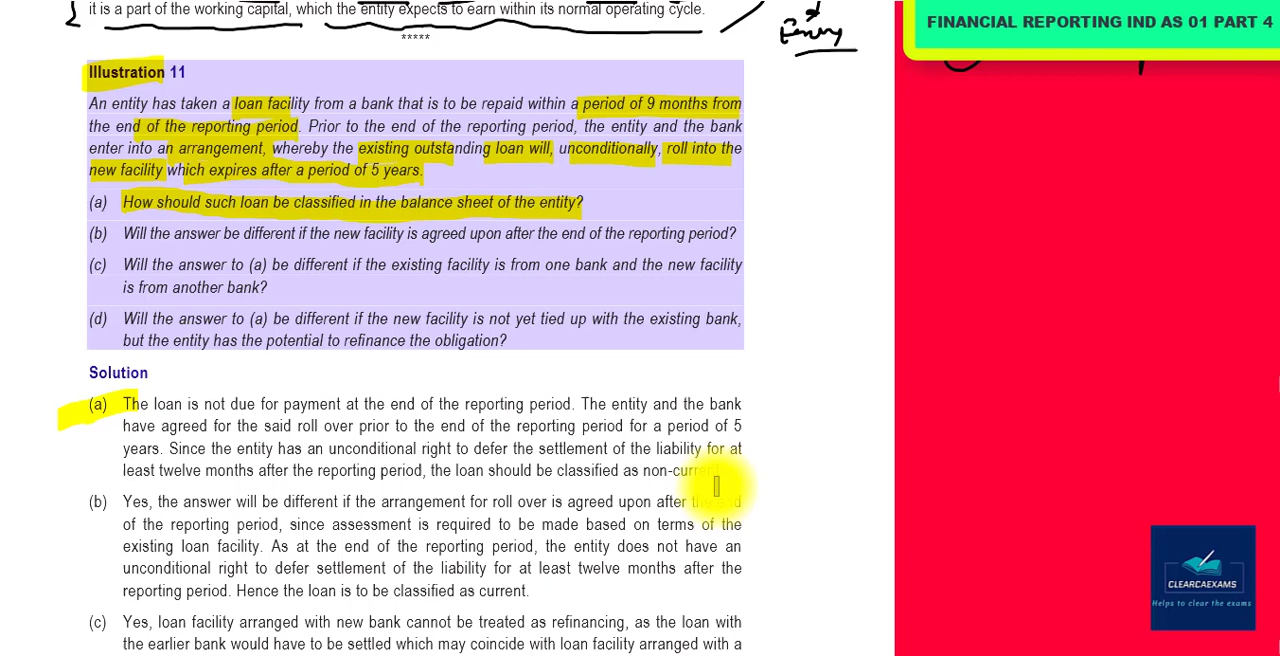 it is a part of the working capital, which the entity expects to earn within its normal operating cycle.
*****
Entry
FINANCIAL REPORTING IND AS 01 PART 4
Illustration 11
An entity has taken a loan facility from a bank that is to be repaid within a period of 9 months from
the end of the reporting period. Prior to the end of the reporting period, the entity and the bank
enter into an arrangement, whereby the existing outstanding loan will, unconditionally, roll into the
new facility which expires after a period of 5 years.
(a) How should such loan be classified in the balance sheet of the entity?
(b) Will the answer be different if the new facility is agreed upon after the end of the reporting period?
(c) Will the answer to (a) be different if the existing facility is from one bank and the new facility
is from another bank?
(d) Will the answer to (a) be different if the new facility is not yet tied up with the existing bank,
but the entity has the potential to refinance the obligation?
Solution
(a) The loan is not due for payment at the end of the reporting period. The entity and the bank
have agreed for the said roll over prior to the end of the reporting period for a period of 5
years. Since the entity has an unconditional right to defer the settlement of the liability for at
least twelve months after the reporting period, the loan should be classified as non-current.
(b) Yes, the answer will be different if the arrangement for roll over is agreed upon after the end
of the reporting period, since assessment is required to be made based on terms of the
existing loan facility. As at the end of the reporting period, the entity does not have an
unconditional right to defer settlement of the liability for at least twelve months after the
reporting period. Hence the loan is to be classified as current.
(c) Yes, loan facility arranged with new bank cannot be treated as refinancing, as the loan with
the earlier bank would have to be settled which may coincide with loan facility arranged with a
CLEARCAEXAMS
Helps to clear the exams